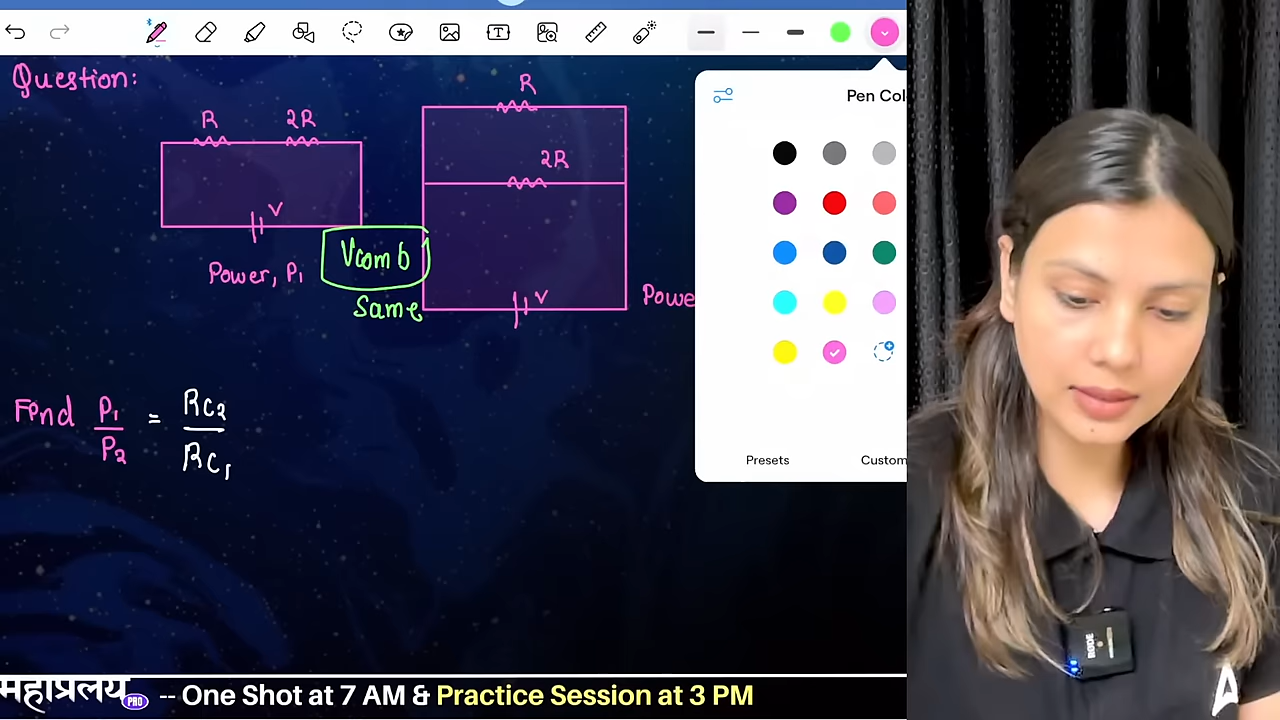 Question:
R
2R
V
Power, P₁
R
2R
V
Powe
Vcomb
Same
Find P₁/P₂ = Rc₂/Rc₁
Pen Col
Presets
Custom
RODE
महाप्रलय PRO -- One Shot at 7 AM & Practice Session at 3 PM